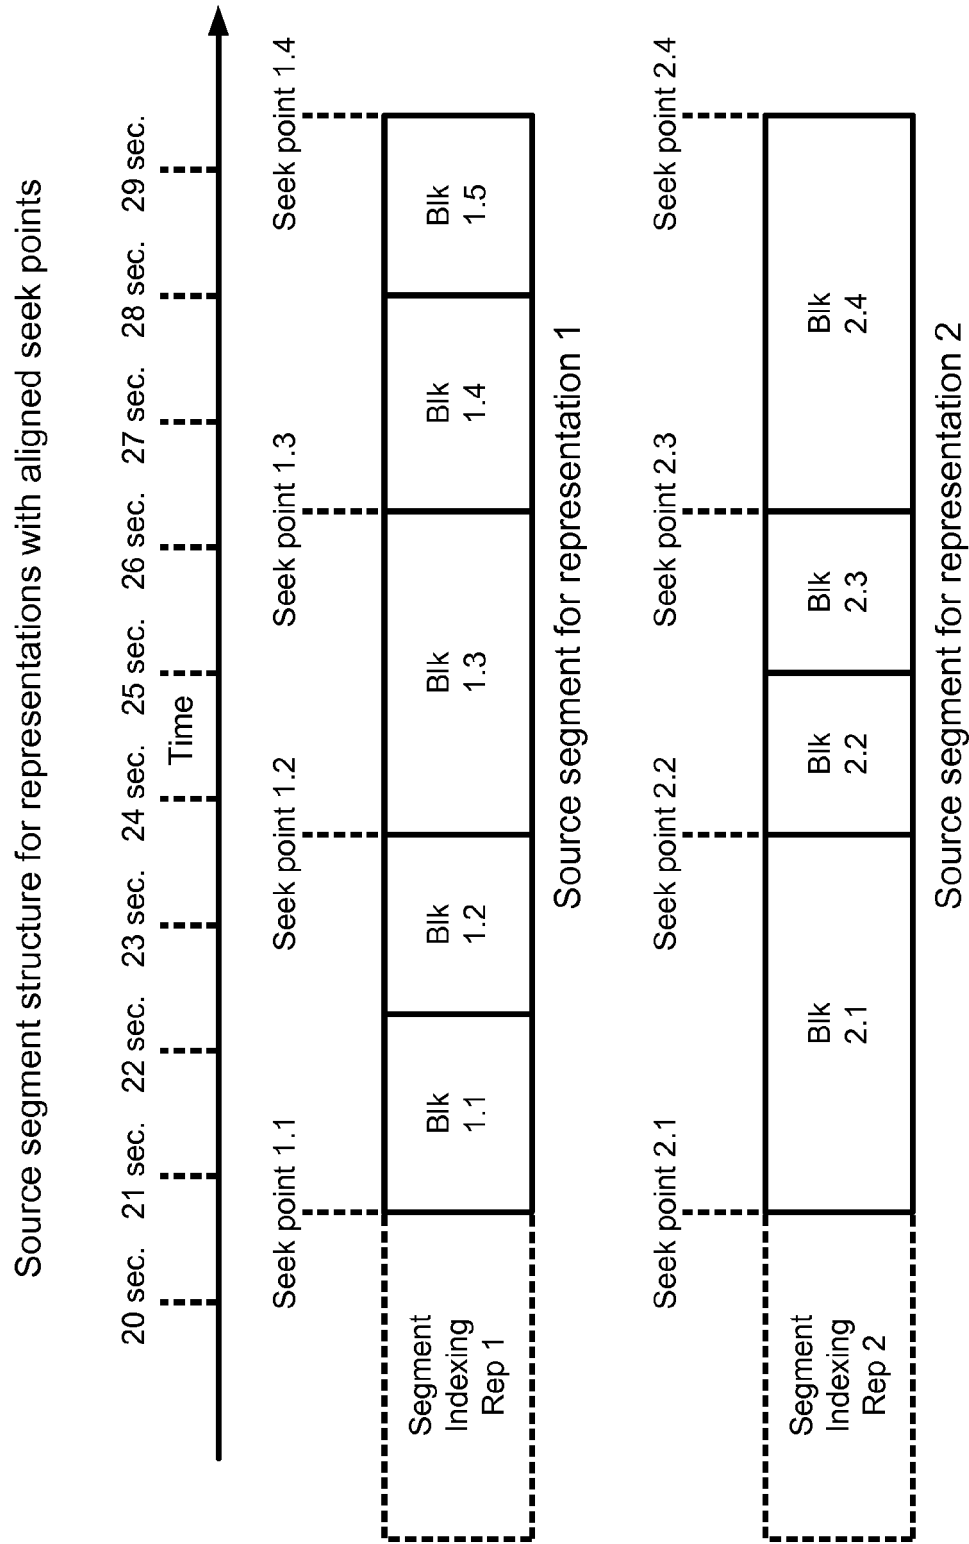 Source segment structure for representations with aligned seek points
20 sec. 21 sec. 22 sec. 23 sec. 24 sec. 25 sec. 26 sec. 27 sec. 28 sec. 29 sec.
Time
Seek point 1.1 Seek point 1.2 Seek point 1.3 Seek point 1.4
Segment
Indexing
Rep 1
Blk
1.1
Blk
1.2
Blk
1.3
Blk
1.4
Blk
1.5
Source segment for representation 1
Seek point 2.1 Seek point 2.2 Seek point 2.3 Seek point 2.4
Segment
Indexing
Rep 2
Blk
2.1
Blk
2.2
Blk
2.3
Blk
2.4
Source segment for representation 2